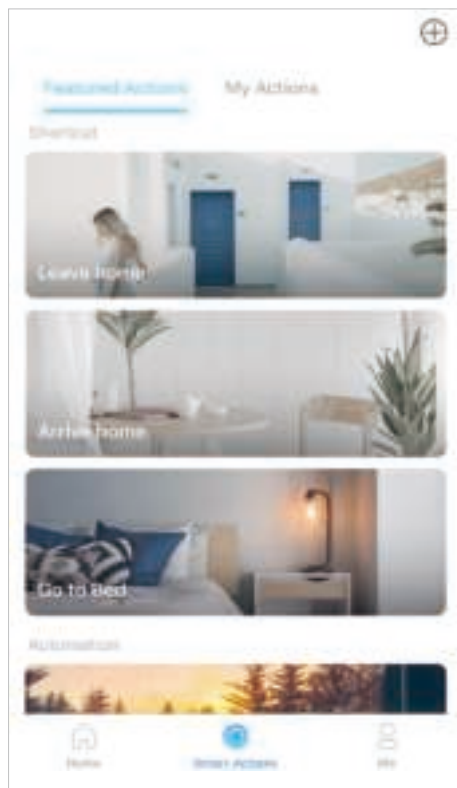 Featured Actions My Actions
Shortcut
Leave home
Arrive home
Go to Bed
Automation
Home Smart Actions Me